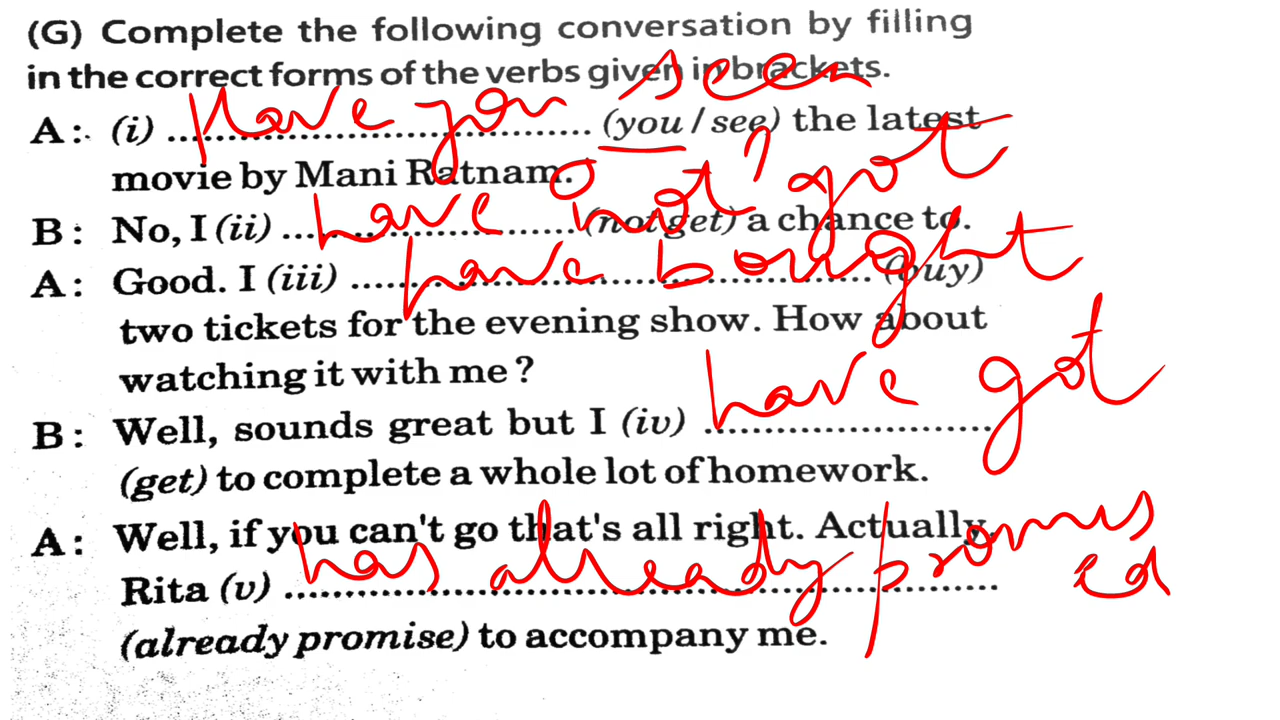 (G) Complete the following conversation by filling
in the correct forms of the verbs given in brackets.
have you seen
A: (i) .......................................... (you / see) the latest
movie by Mani Ratnam. ?
have not got
B: No, I (ii) .............................. (not get) a chance to.
have bought
A: Good. I (iii) .................................................... (buy)
two tickets for the evening show. How about
watching it with me?
have got
B: Well, sounds great but I (iv) .............................
(get) to complete a whole lot of homework.
A: Well, if you can't go that's all right. Actually,
has already promised
Rita (v) .......................................................................
(already promise) to accompany me.